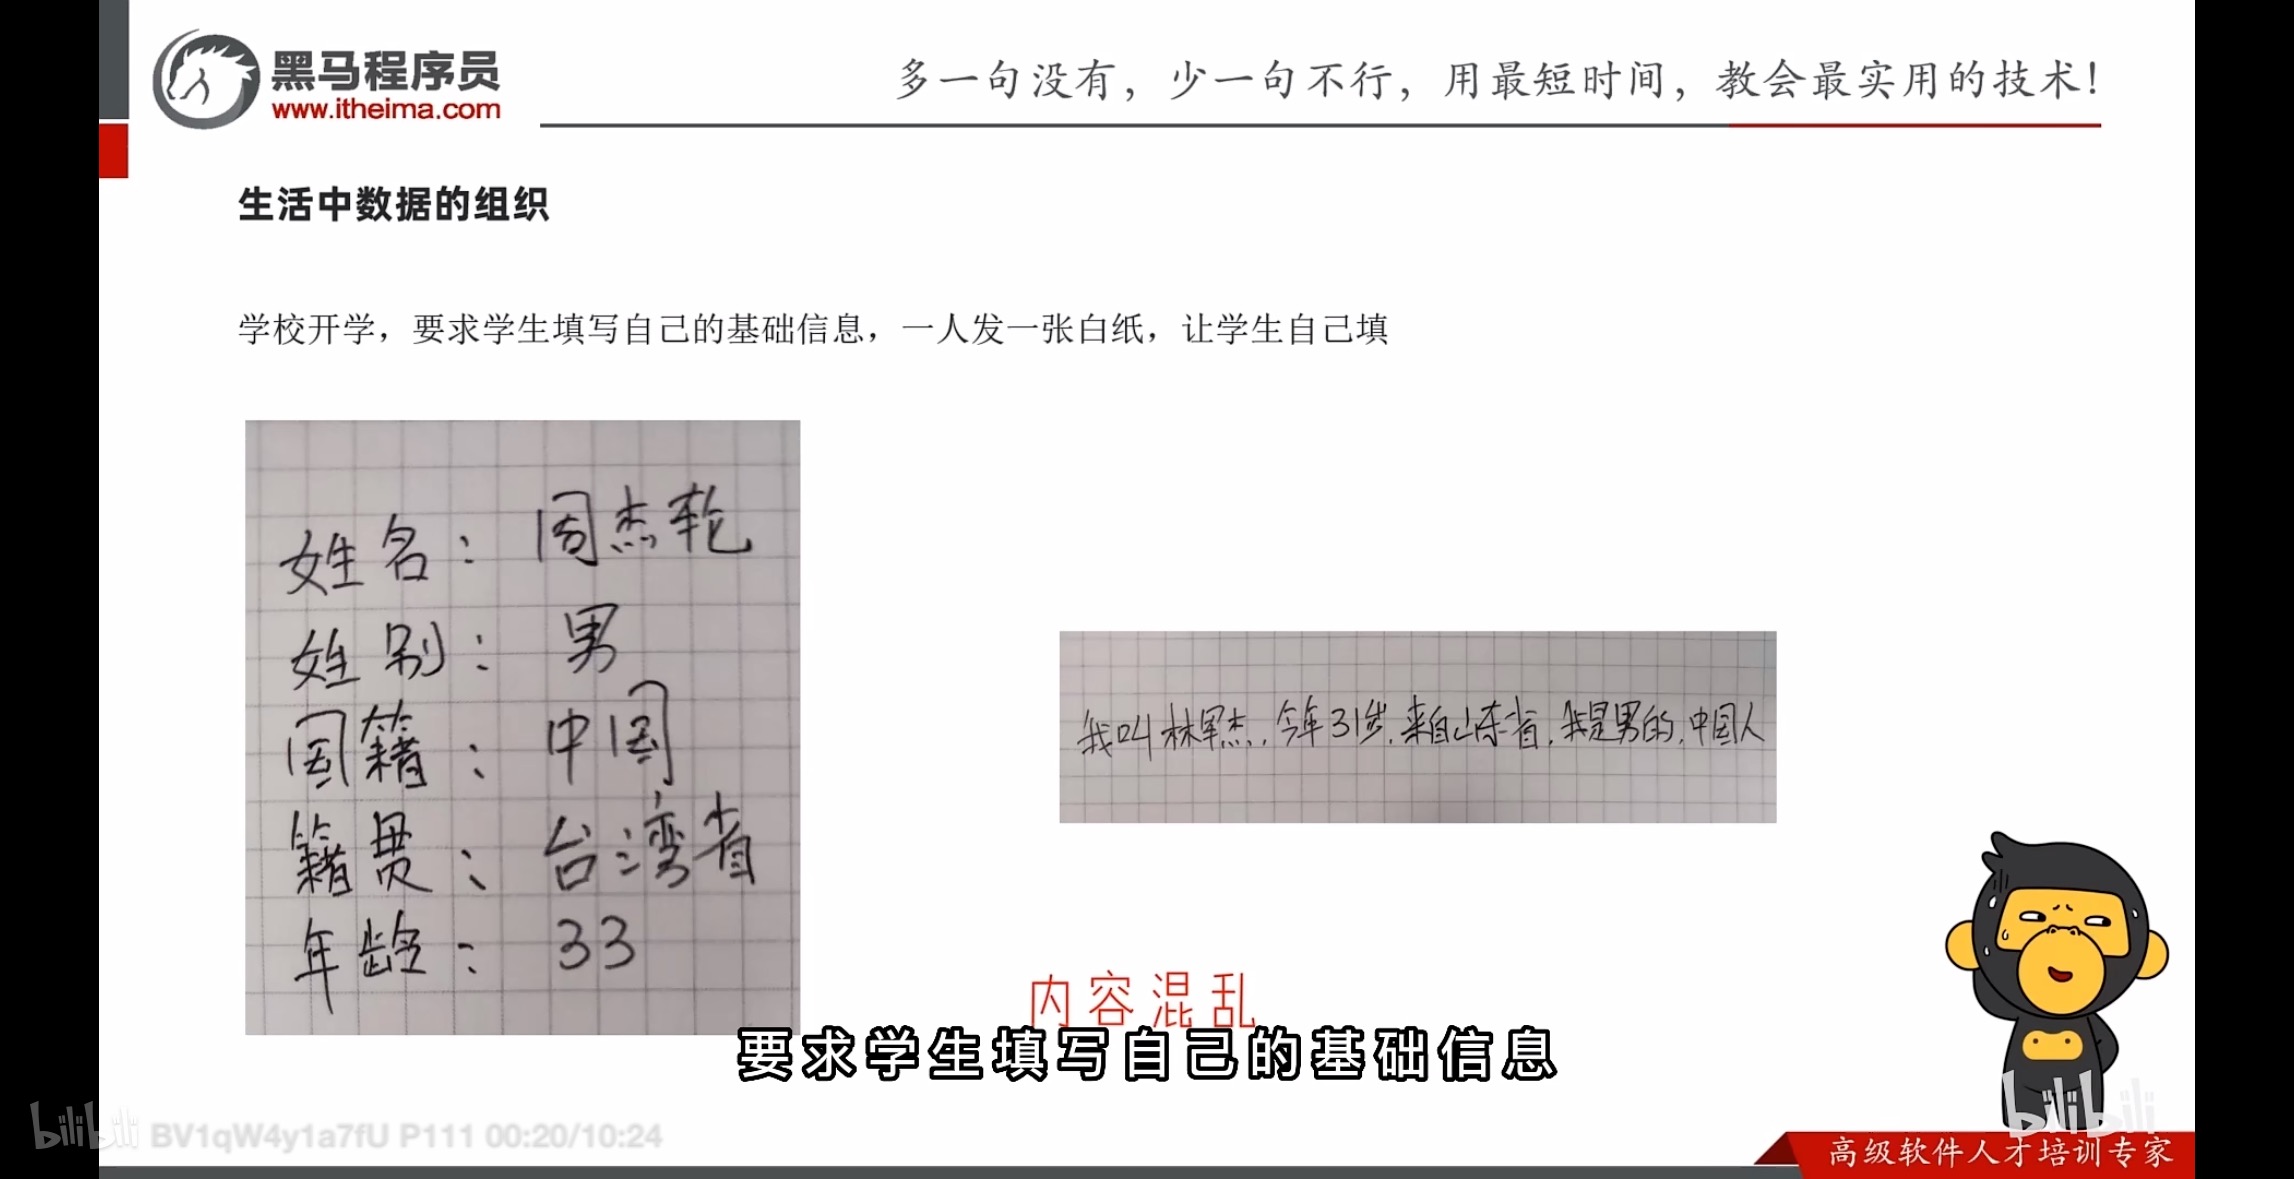 黑马程序员
www.itheima.com
多一句没有，少一句不行，用最短时间，教会最实用的技术！
生活中数据的组织
学校开学，要求学生填写自己的基础信息，一人发一张白纸，让学生自己填
姓名：周杰轮
姓别：男
国籍：中国
籍贯：台湾省
年龄：33
我叫林军杰，今年31岁，来自山东省，我是男的，中国人
内容混乱
要求学生填写自己的基础信息
bilibili BV1qW4y1a7fU P111 00:20/10:24
bilibili
高级软件人才培训专家